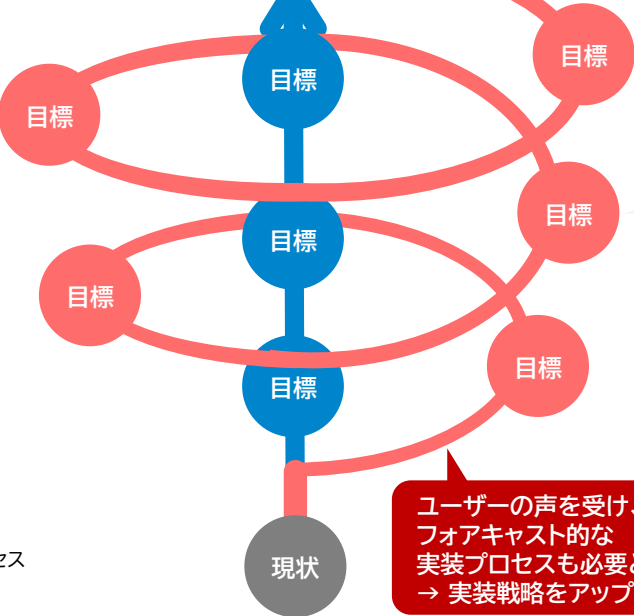 目標
目標
目標
目標
目標
目標
目標
目標
ユーザーの声を受け、
フォアキャスト的な
実装プロセスも必要と
→ 実装戦略をアップ
セス
現状